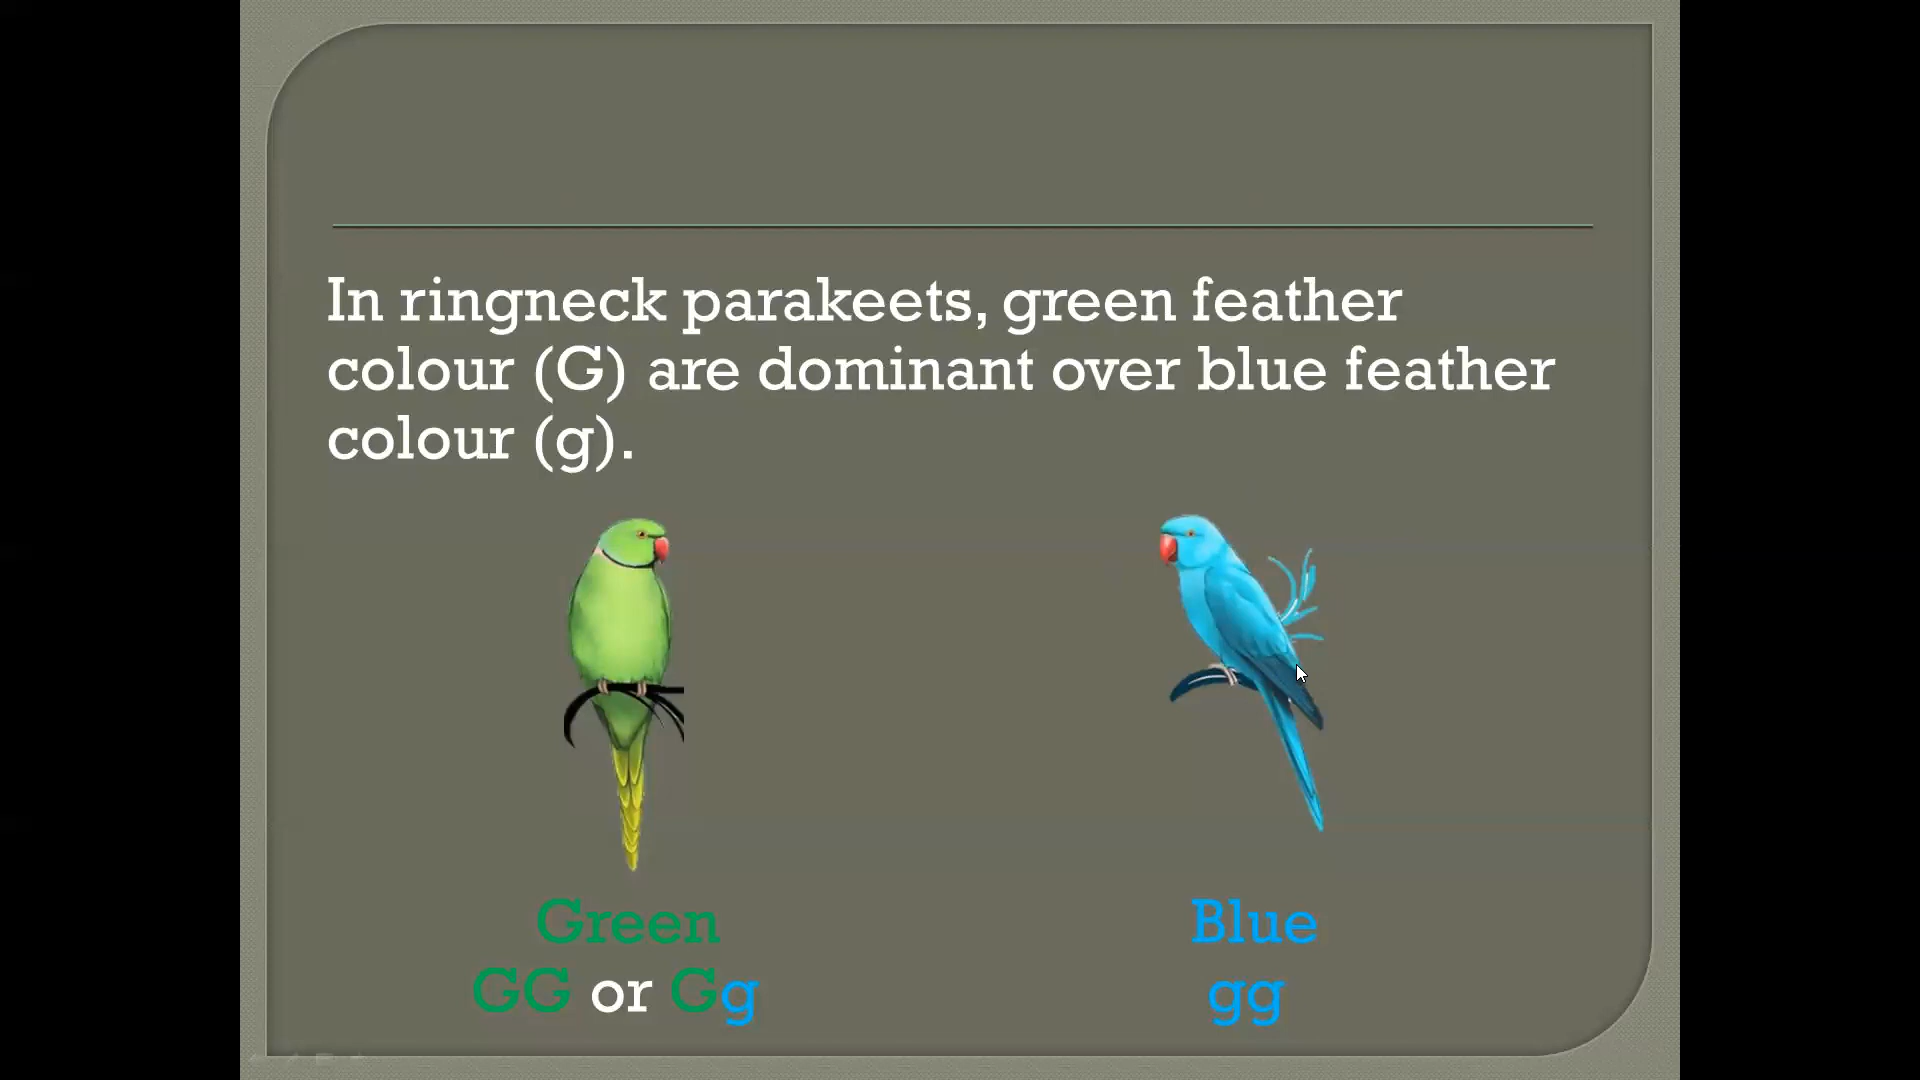 In ringneck parakeets, green feather
colour (G) are dominant over blue feather
colour (g).
Green
GG or Gg
Blue
gg